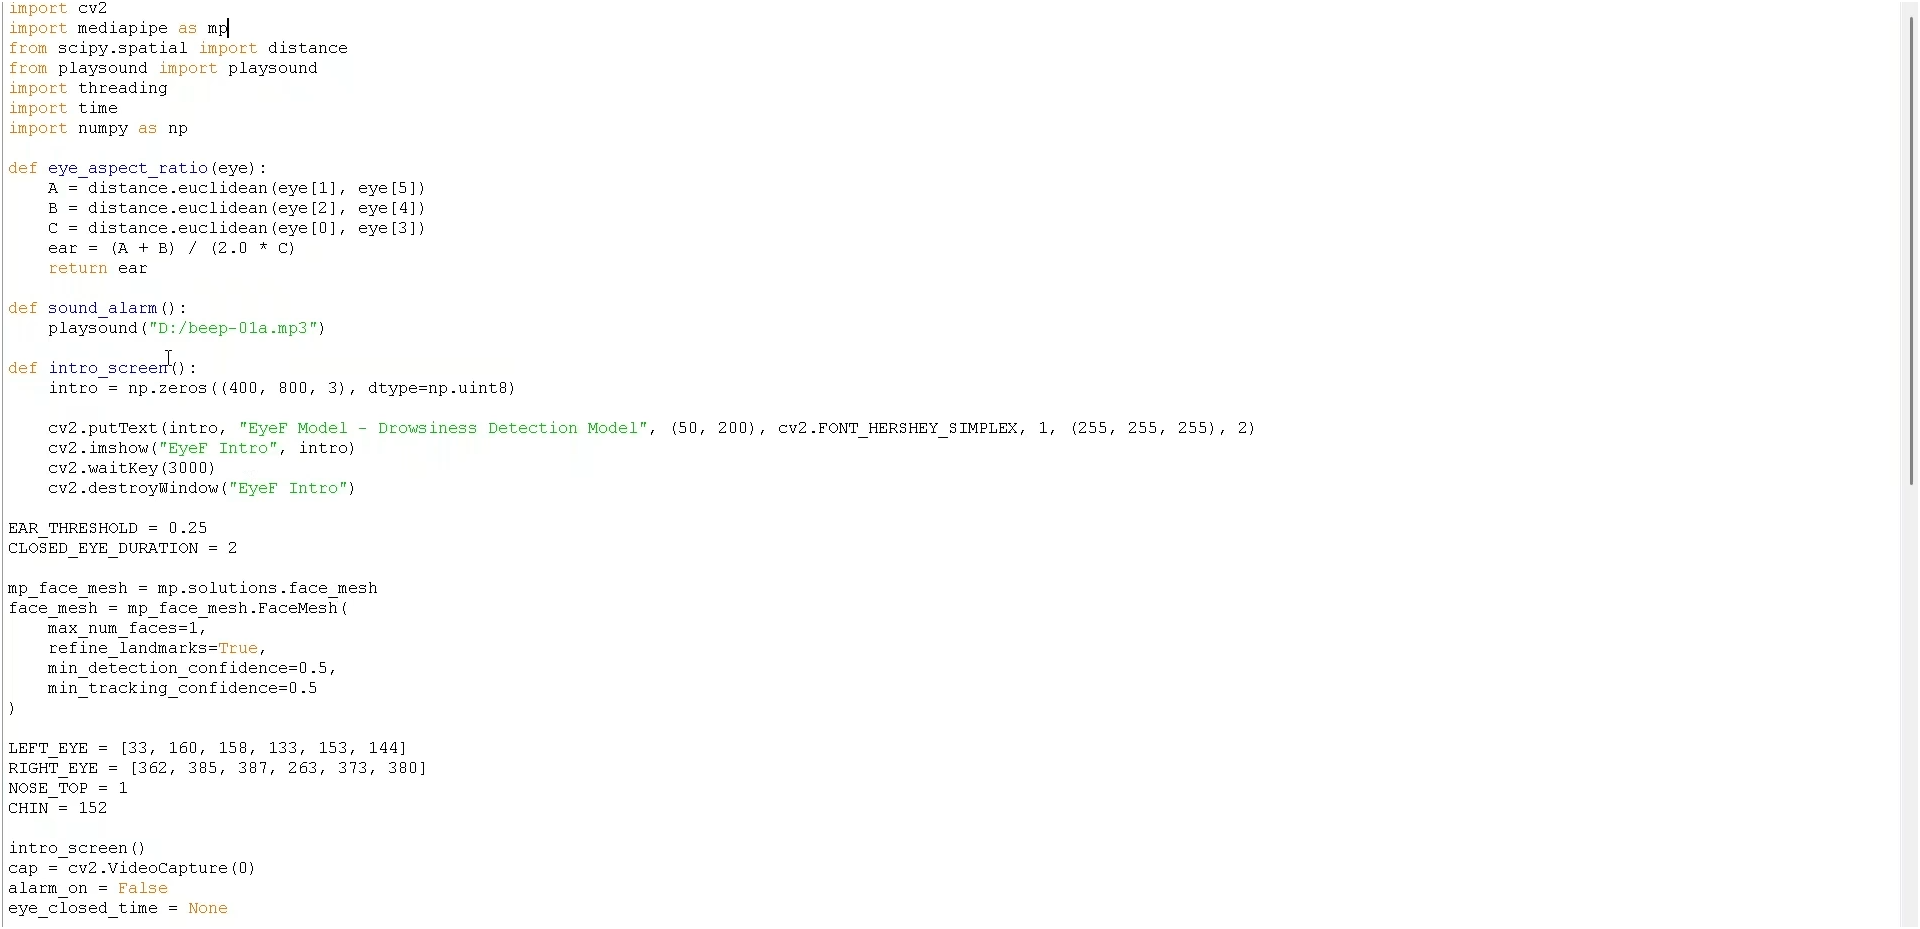 import cv2
import mediapipe as mp
from scipy.spatial import distance
from playsound import playsound
import threading
import time
import numpy as np

def eye_aspect_ratio(eye):
    A = distance.euclidean(eye[1], eye[5])
    B = distance.euclidean(eye[2], eye[4])
    C = distance.euclidean(eye[0], eye[3])
    ear = (A + B) / (2.0 * C)
    return ear

def sound_alarm():
    playsound("D:/beep-01a.mp3")

def intro_screen():
    intro = np.zeros((400, 800, 3), dtype=np.uint8)

    cv2.putText(intro, "EyeF Model - Drowsiness Detection Model", (50, 200), cv2.FONT_HERSHEY_SIMPLEX, 1, (255, 255, 255), 2)
    cv2.imshow("EyeF Intro", intro)
    cv2.waitKey(3000)
    cv2.destroyWindow("EyeF Intro")

EAR_THRESHOLD = 0.25
CLOSED_EYE_DURATION = 2

mp_face_mesh = mp.solutions.face_mesh
face_mesh = mp_face_mesh.FaceMesh(
    max_num_faces=1,
    refine_landmarks=True,
    min_detection_confidence=0.5,
    min_tracking_confidence=0.5
)

LEFT_EYE = [33, 160, 158, 133, 153, 144]
RIGHT_EYE = [362, 385, 387, 263, 373, 380]
NOSE_TOP = 1
CHIN = 152

intro_screen()
cap = cv2.VideoCapture(0)
alarm_on = False
eye_closed_time = None